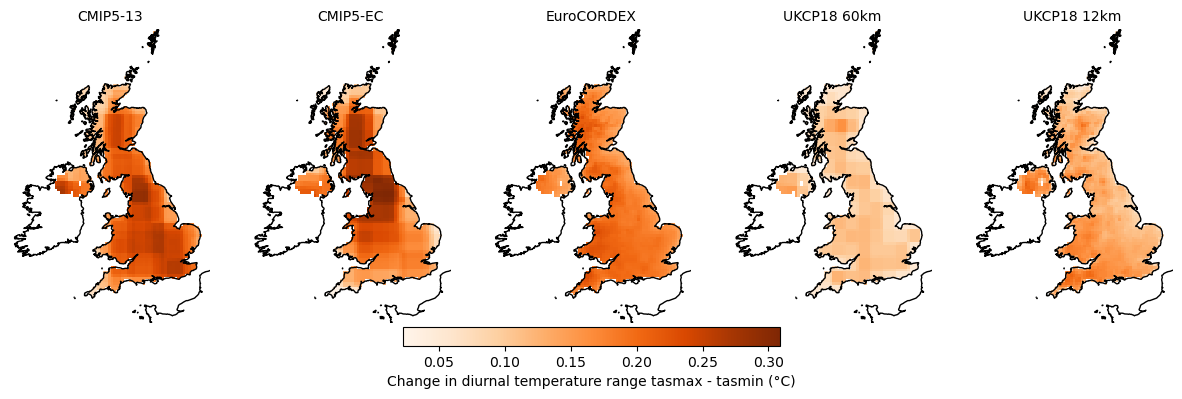 CMIP5-13
CMIP5-EC
EuroCORDEX
UKCP18 60km
UKCP18 12km
0.05 0.10 0.15 0.20 0.25 0.30
Change in diurnal temperature range tasmax - tasmin (°C)